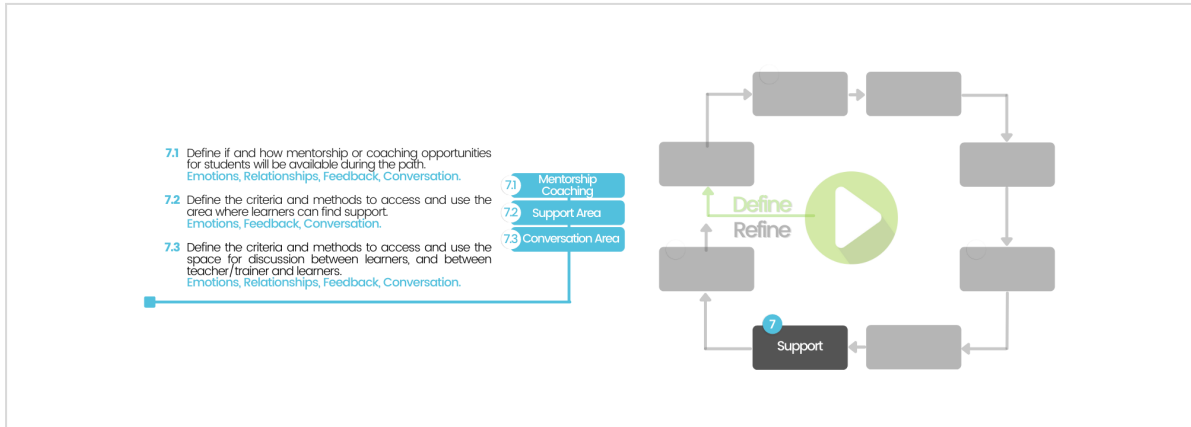 7.1 Define if and how mentorship or coaching opportunities
for students will be available during the path.
Emotions, Relationships, Feedback, Conversation.
7.2 Define the criteria and methods to access and use the
area where learners can find support.
Emotions, Feedback, Conversation.
7.3 Define the criteria and methods to access and use the
space for discussion between learners, and between
teacher/trainer and learners.
Emotions, Relationships, Feedback, Conversation.
7.1 Mentorship
Coaching
7.2 Support Area
7.3 Conversation Area
Define
Refine
7
Support